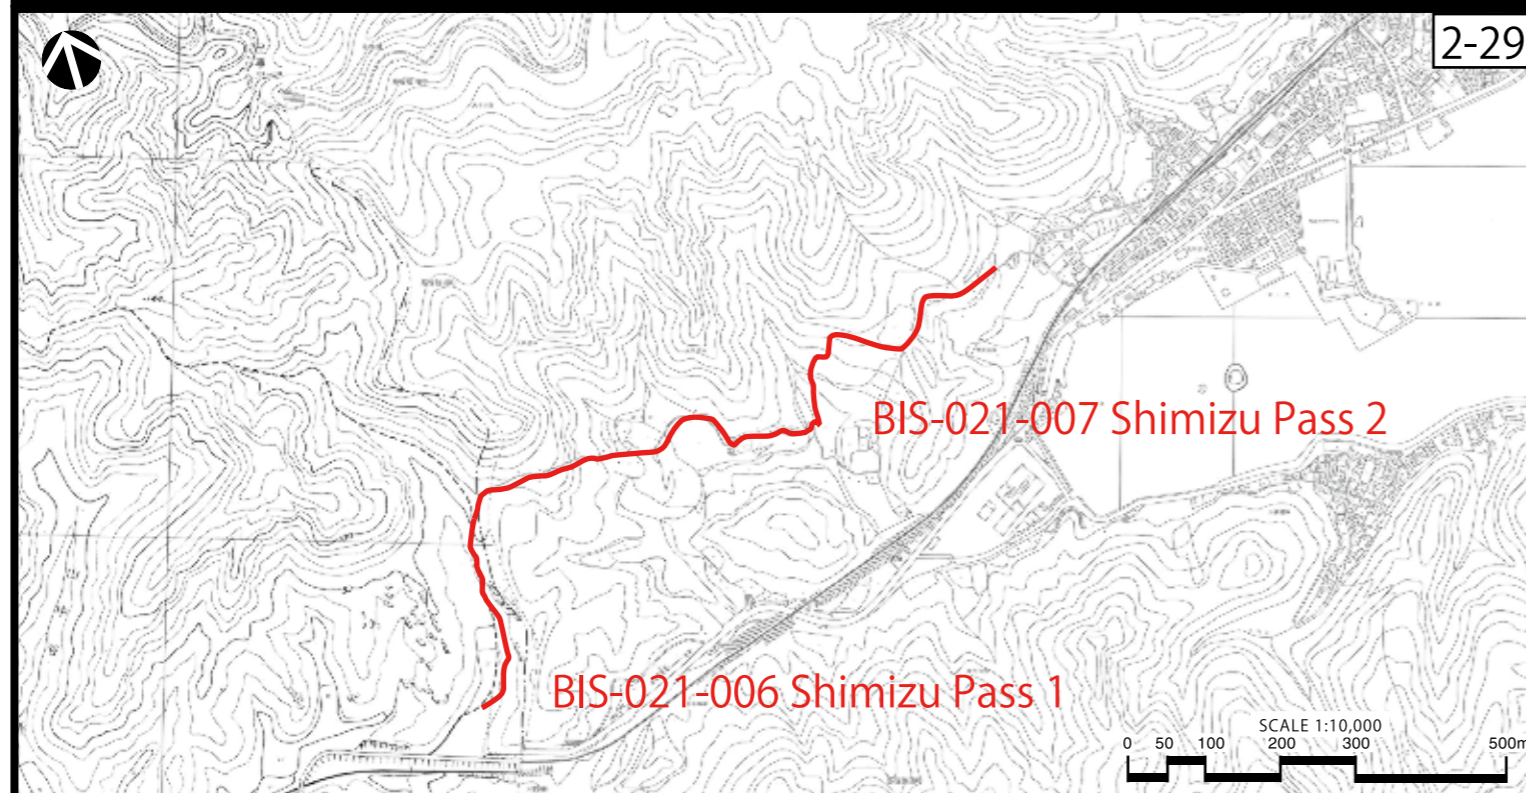 2-29
BIS-021-007 Shimizu Pass 2
BIS-021-006 Shimizu Pass 1
SCALE 1:10,000
0 50 100 200 300 500m